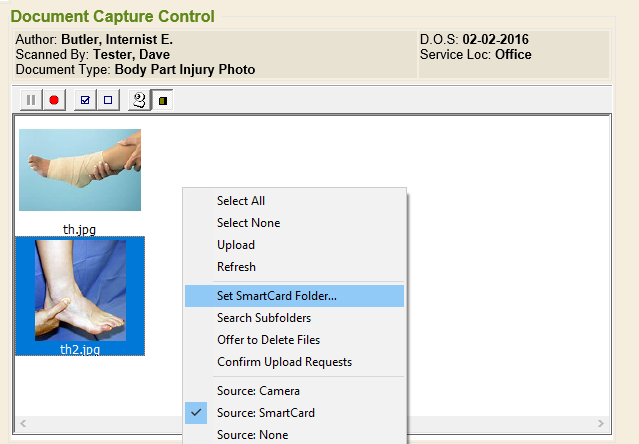 Document Capture Control
Author: Butler, Internist E.
D.O.S: 02-02-2016
Scanned By: Tester, Dave
Service Loc: Office
Document Type: Body Part Injury Photo
th.jpg
th2.jpg
Select All
Select None
Upload
Refresh
Set SmartCard Folder...
Search Subfolders
Offer to Delete Files
Confirm Upload Requests
Source: Camera
Source: SmartCard
Source: None